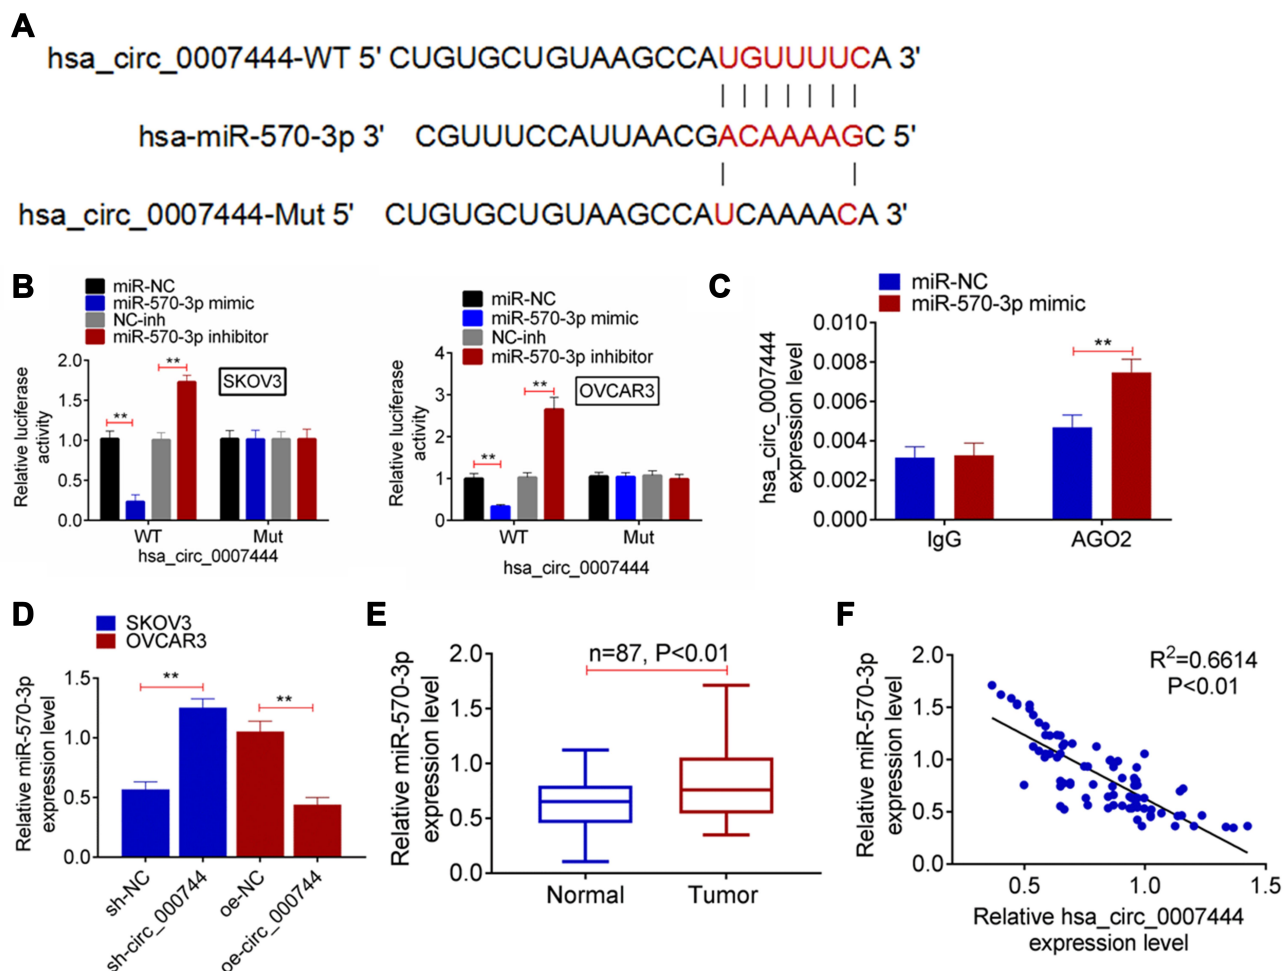 A
hsa_circ_0007444-WT 5' CUGUGCUGUAAGCCAUGUUUUCA 3'
hsa-miR-570-3p 3' CGUUUCCAUUAACGACAAAAGC 5'
hsa_circ_0007444-Mut 5' CUGUGCUGUAAGCCAUCAAAACA 3'
B
miR-NC
miR-570-3p mimic
NC-inh
miR-570-3p inhibitor
Relative luciferase
activity
2.0
1.5
1.0
0.5
0.0
**
**
SKOV3
WT
Mut
hsa_circ_0007444
miR-NC
miR-570-3p mimic
NC-inh
miR-570-3p inhibitor
Relative luciferase
activity
4
3
2
1
0
**
**
OVCAR3
WT
Mut
hsa_circ_0007444
C
miR-NC
miR-570-3p mimic
hsa_circ_0007444
expression level
0.010
0.008
0.006
0.004
0.002
0.000
**
IgG
AGO2
D
SKOV3
OVCAR3
Relative miR-570-3p
expression level
1.5
1.0
0.5
0.0
**
**
sh-NC
sh-circ_000744
oe-NC
oe-circ_000744
E
Relative miR-570-3p
expression level
2.0
1.5
1.0
0.5
0.0
n=87, P<0.01
Normal
Tumor
F
Relative miR-570-3p
expression level
2.0
1.5
1.0
0.5
0.0
R²=0.6614
P<0.01
0.5
1.0
1.5
Relative hsa_circ_0007444
expression level